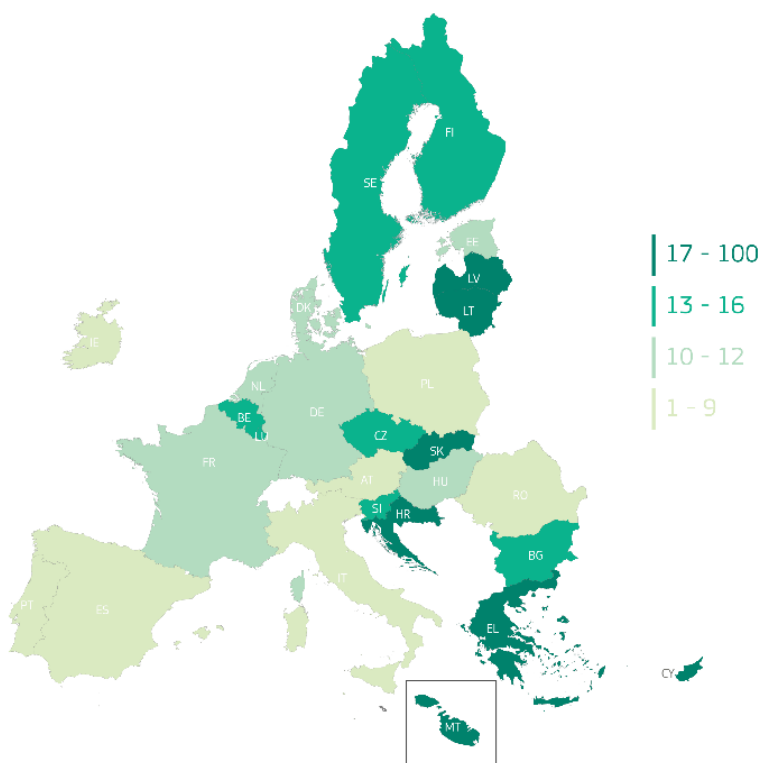 FI
SE
EE
17 - 100
LV
13 - 16
DK
LT
IE
10 - 12
NL
PL
1 - 9
BE
DE
LU
CZ
FR
SK
AT
HU
RO
SI
HR
BG
IT
PT
ES
EL
CY
MT